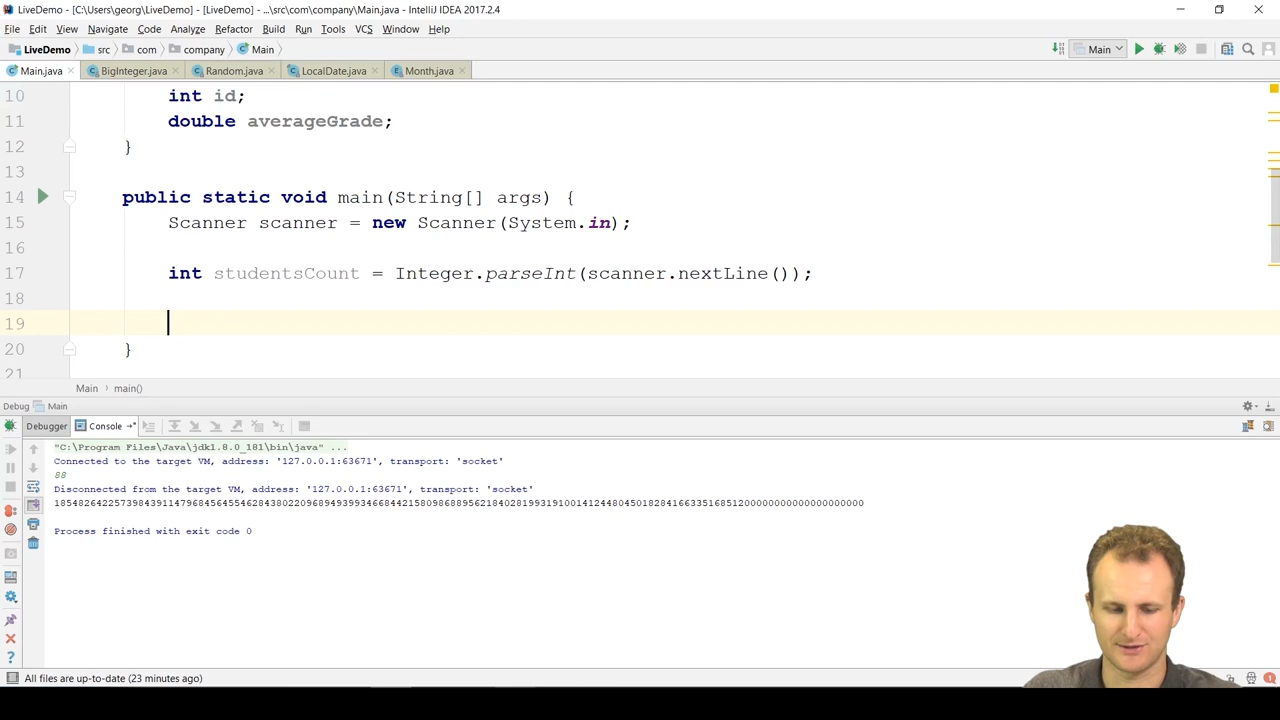 LiveDemo - [C:\Users\georg\LiveDemo] - [LiveDemo] - ...\src\com\company\Main.java - IntelliJ IDEA 2017.2.4
File Edit View Navigate Code Analyze Refactor Build Run Tools VCS Window Help
LiveDemo src com company Main Main
Main.java BigInteger.java Random.java LocalDate.java Month.java
10 int id;
11 double averageGrade;
12 }
13
14 public static void main(String[] args) {
15 Scanner scanner = new Scanner(System.in);
16
17 int studentsCount = Integer.parseInt(scanner.nextLine());
18
19
20 }
21
Main › main()
Debug Main
Debugger Console
"C:\Program Files\Java\jdk1.8.0_181\bin\java" ...
Connected to the target VM, address: '127.0.0.1:63671', transport: 'socket'
88
Disconnected from the target VM, address: '127.0.0.1:63671', transport: 'socket'
Process finished with exit code 0
All files are up-to-date (23 minutes ago)